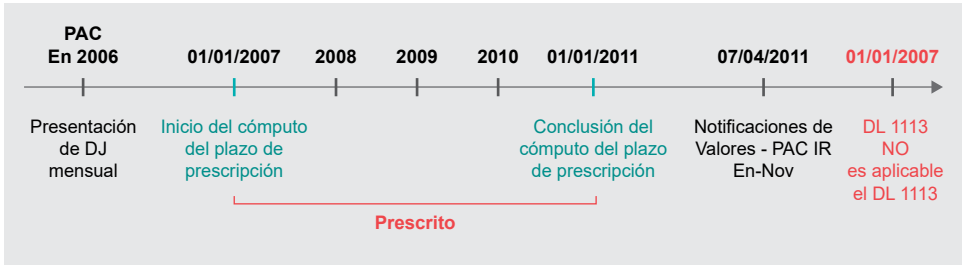 PAC
En 2006
01/01/2007
2008
2009
2010
01/01/2011
07/04/2011
01/01/2007
Presentación
de DJ
mensual
Inicio del cómputo
del plazo de
prescripción
Conclusión del
cómputo del plazo
de prescripción
Notificaciones de
Valores - PAC IR
En-Nov
DL 1113
NO
es aplicable
el DL 1113
Prescrito